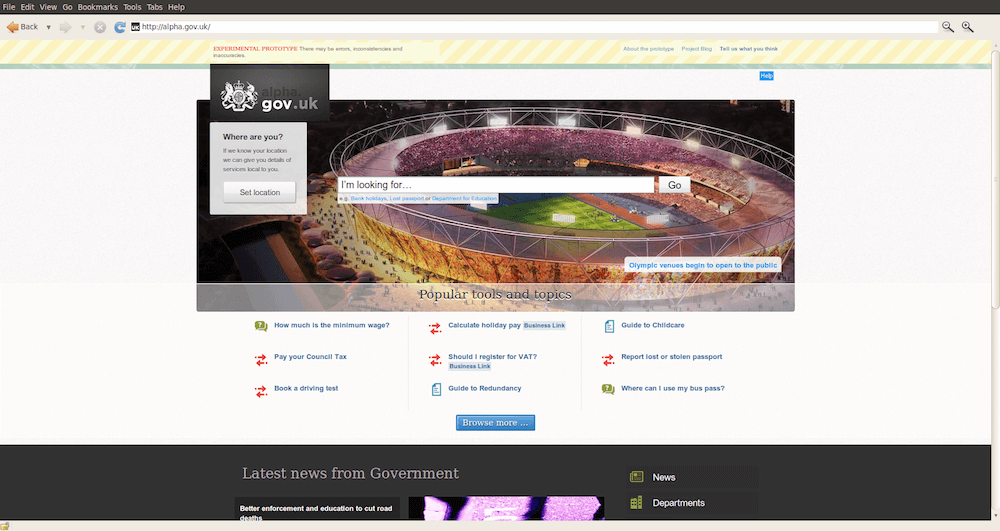 File Edit View Go Bookmarks Tools Tabs Help
Back http://alpha.gov.uk/
EXPERIMENTAL PROTOTYPE There may be errors, inconsistencies and
inaccuracies.
About the prototype Project Blog Tell us what you think
Help
alpha.
gov.uk
Where are you?
If we know your location
we can give you details of
services local to you.
Set location
I'm looking for… Go
e.g. Bank holidays, Lost passport or Department for Education
Olympic venues begin to open to the public
Popular tools and topics
How much is the minimum wage? Calculate holiday pay Business Link Guide to Childcare
Pay your Council Tax Should I register for VAT? Report lost or stolen passport
Business Link
Book a driving test Guide to Redundancy Where can I use my bus pass?
Browse more ...
Latest news from Government
News
Better enforcement and education to cut road
deaths
Departments